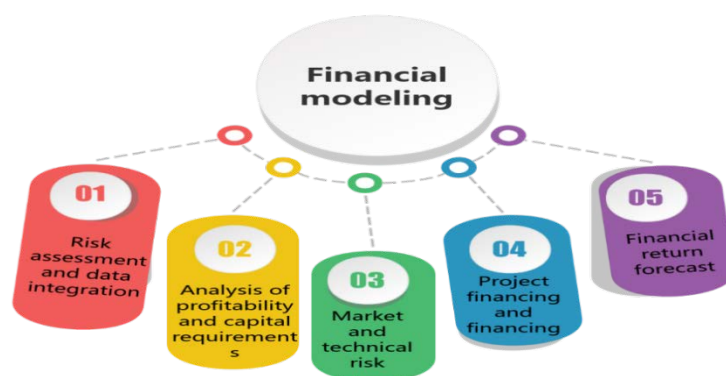 Financial
modeling
01
Risk
assessment
and data
integration
02
Analysis of
profitability
and capital
requirement
s
03
Market
and
technical
risk
04
Project
financing
and
financing
05
Financial
return
forecast